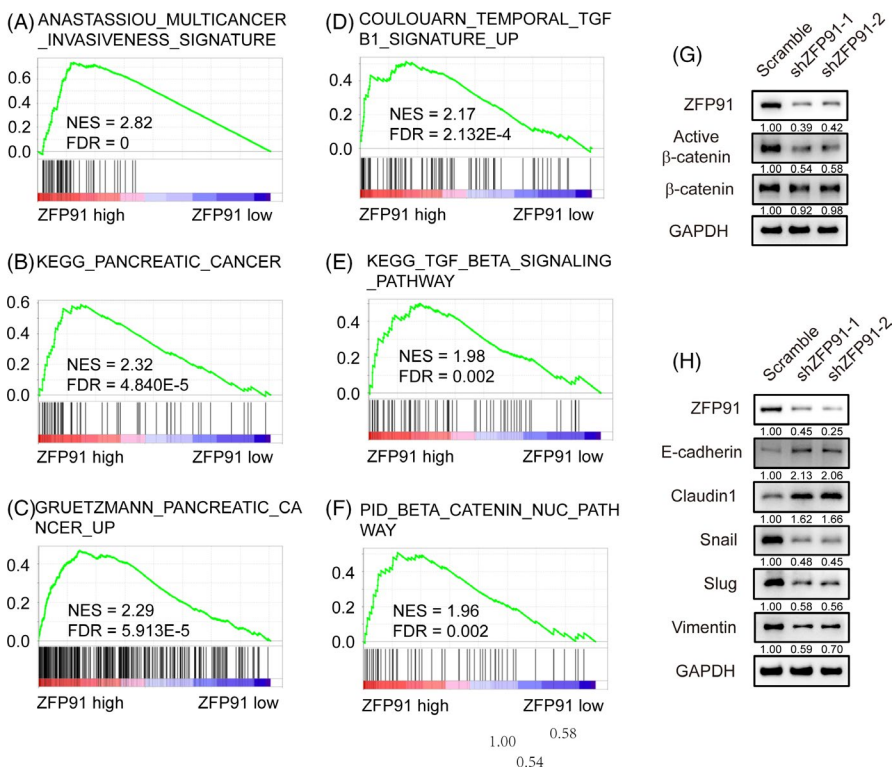 (A) ANASTASSIOU_MULTICANCER
_INVASIVENESS_SIGNATURE
0.6
0.4
0.2
0.0
NES = 2.82
FDR = 0
ZFP91 high ZFP91 low
(B) KEGG_PANCREATIC_CANCER
0.6
0.4
0.2
0.0
NES = 2.32
FDR = 4.840E-5
ZFP91 high ZFP91 low
(C) GRUETZMANN_PANCREATIC_CA
NCER_UP
0.4
0.2
0.0
NES = 2.29
FDR = 5.913E-5
ZFP91 high ZFP91 low
(D) COULOUARN_TEMPORAL_TGF
B1_SIGNATURE_UP
0.4
0.2
0.0
NES = 2.17
FDR = 2.132E-4
ZFP91 high ZFP91 low
(E) KEGG_TGF_BETA_SIGNALING
_PATHWAY
0.4
0.2
0.0
NES = 1.98
FDR = 0.002
ZFP91 high ZFP91 low
(F) PID_BETA_CATENIN_NUC_PATH
WAY
0.4
0.2
0.0
NES = 1.96
FDR = 0.002
ZFP91 high ZFP91 low
1.00
0.58
0.54
(G)
Scramble
shZFP91-1
shZFP91-2
ZFP91
1.00 0.39 0.42
Active
β-catenin
1.00 0.54 0.58
β-catenin
1.00 0.92 0.98
GAPDH
(H)
Scramble
shZFP91-1
shZFP91-2
ZFP91
1.00 0.45 0.25
E-cadherin
1.00 2.13 2.06
Claudin1
1.00 1.62 1.66
Snail
1.00 0.48 0.45
Slug
1.00 0.58 0.56
Vimentin
1.00 0.59 0.70
GAPDH